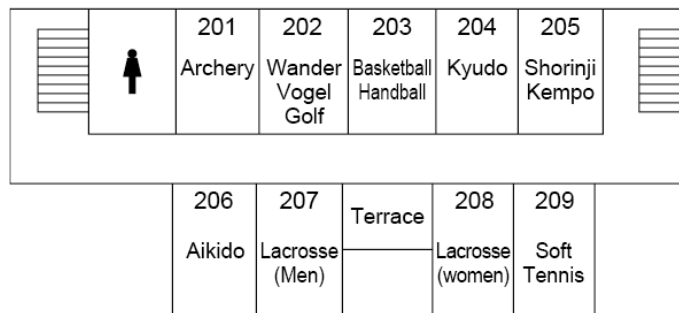 201
Archery
202
Wander
Vogel
Golf
203
Basketball
Handball
204
Kyudo
205
Shorinji
Kempo
206
Aikido
207
Lacrosse
(Men)
Terrace
208
Lacrosse
(women)
209
Soft
Tennis